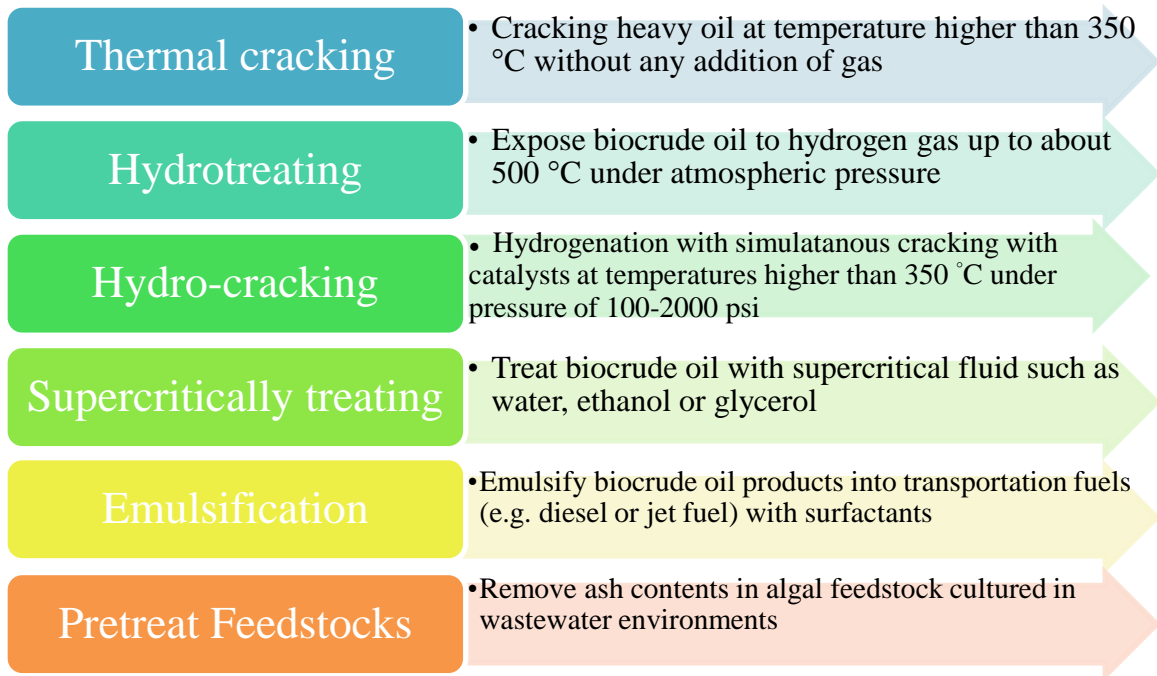 Thermal cracking
• Cracking heavy oil at temperature higher than 350
°C without any addition of gas
Hydrotreating
• Expose biocrude oil to hydrogen gas up to about
500 °C under atmospheric pressure
Hydro-cracking
• Hydrogenation with simulatanous cracking with
catalysts at temperatures higher than 350 °C under
pressure of 100-2000 psi
Supercritically treating
• Treat biocrude oil with supercritical fluid such as
water, ethanol or glycerol
Emulsification
•Emulsify biocrude oil products into transportation fuels
(e.g. diesel or jet fuel) with surfactants
Pretreat Feedstocks
•Remove ash contents in algal feedstock cultured in
wastewater environments